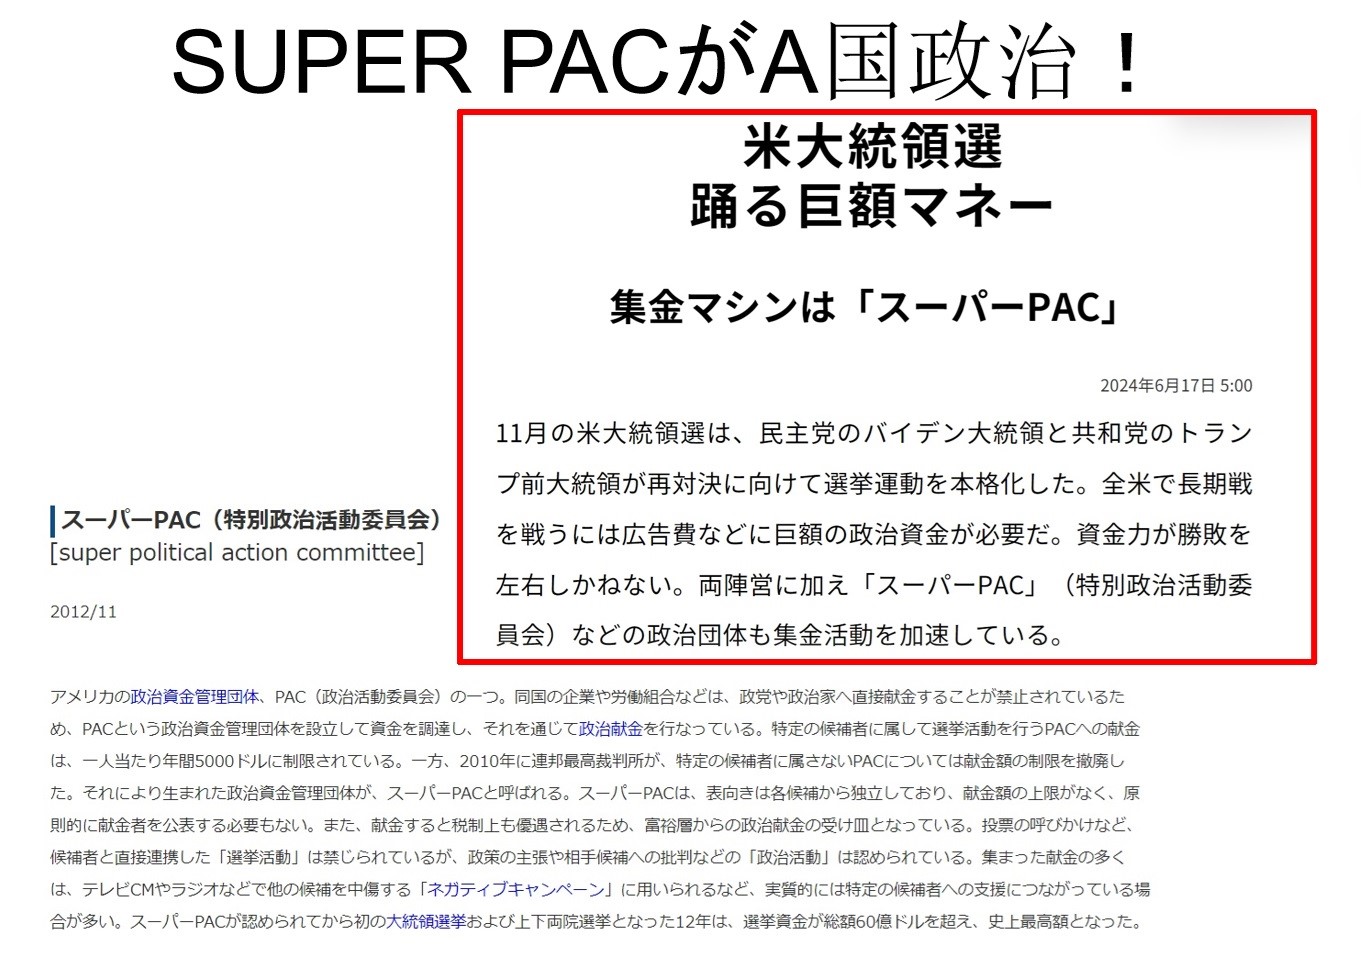 SUPER PACがA国政治！
米大統領選
踊る巨額マネー
集金マシンは「スーパーPAC」
2024年6月17日 5:00
11月の米大統領選は、民主党のバイデン大統領と共和党のトラン
プ前大統領が再対決に向けて選挙運動を本格化した。全米で長期戦
を戦うには広告費などに巨額の政治資金が必要だ。資金力が勝敗を
左右しかねない。両陣営に加え「スーパーPAC」（特別政治活動委
員会）などの政治団体も集金活動を加速している。
スーパーPAC（特別政治活動委員会）
[super political action committee]
2012/11
アメリカの政治資金管理団体、PAC（政治活動委員会）の一つ。同国の企業や労働組合などは、政党や政治家へ直接献金することが禁止されているた
め、PACという政治資金管理団体を設立して資金を調達し、それを通じて政治献金を行なっている。特定の候補者に属して選挙活動を行うPACへの献金
は、一人当たり年間5000ドルに制限されている。一方、2010年に連邦最高裁判所が、特定の候補者に属さないPACについては献金額の制限を撤廃し
た。それにより生まれた政治資金管理団体が、スーパーPACと呼ばれる。スーパーPACは、表向きは各候補から独立しており、献金額の上限がなく、原
則的に献金者を公表する必要もない。また、献金すると税制上も優遇されるため、富裕層からの政治献金の受け皿となっている。投票の呼びかけなど、
候補者と直接連携した「選挙活動」は禁じられているが、政策の主張や相手候補への批判などの「政治活動」は認められている。集まった献金の多く
は、テレビCMやラジオなどで他の候補を中傷する「ネガティブキャンペーン」に用いられるなど、実質的には特定の候補者への支援につながっている場
合が多い。スーパーPACが認められてから初の大統領選挙および上下両院選挙となった12年は、選挙資金が総額60億ドルを超え、史上最高額となった。